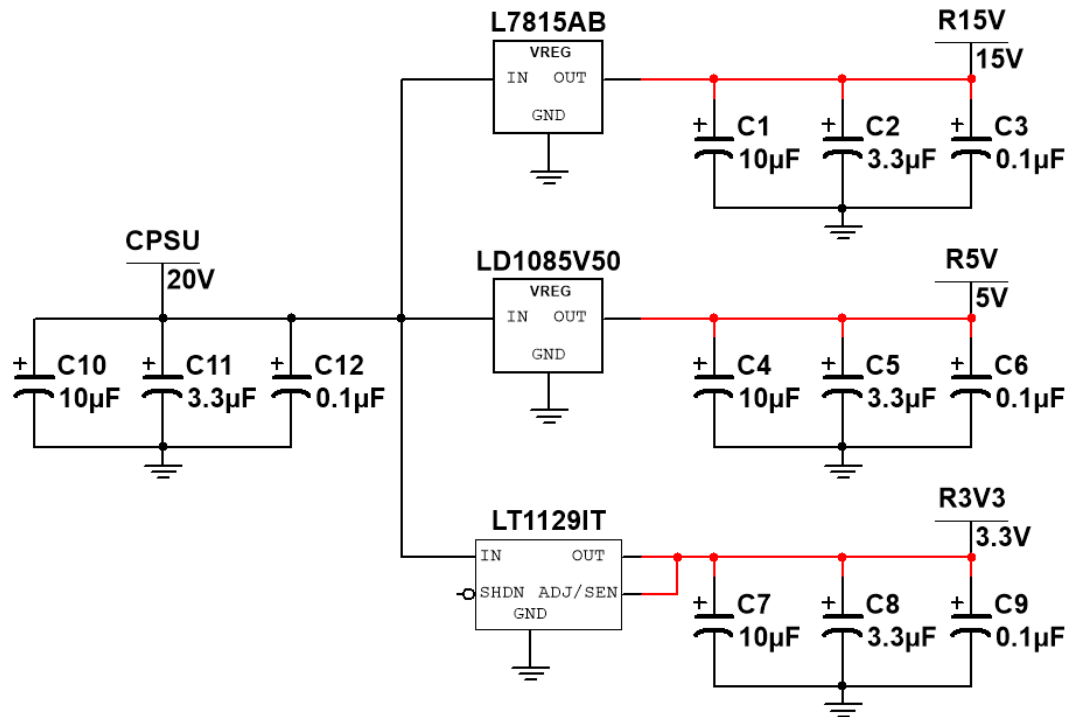 L7815AB
VREG
IN OUT
GND
R15V
15V
C1
10µF
C2
3.3µF
C3
0.1µF
CPSU
20V
C10
10µF
C11
3.3µF
C12
0.1µF
LD1085V50
VREG
IN OUT
GND
R5V
5V
C4
10µF
C5
3.3µF
C6
0.1µF
LT1129IT
IN OUT
SHDN ADJ/SEN
GND
R3V3
3.3V
C7
10µF
C8
3.3µF
C9
0.1µF